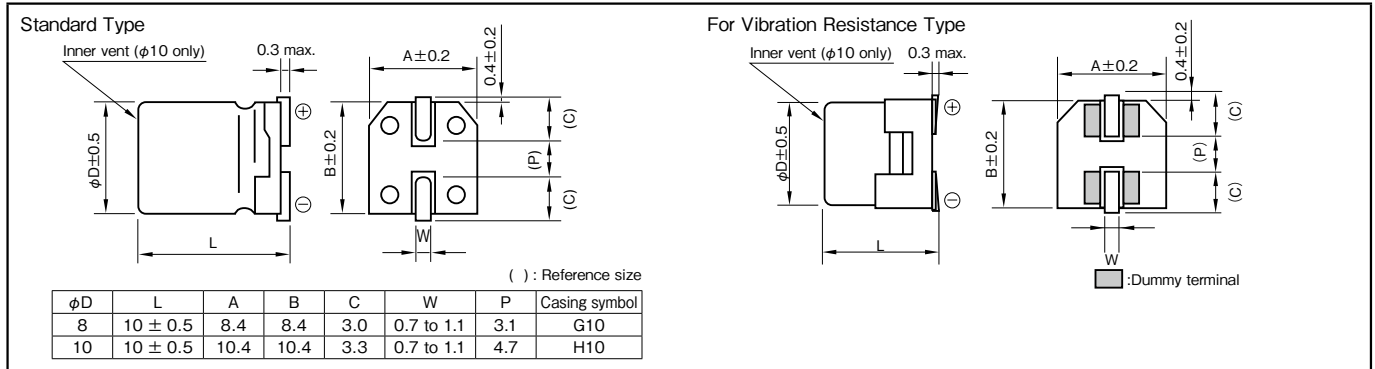 Standard Type
Inner vent (φ10 only)
0.3 max.
A±0.2
0.4±0.2
φD±0.5
B±0.2
(C)
(P)
(C)
⊕
⊖
L
W
( ) : Reference size
φD L A B C W P Casing symbol
8 10 ± 0.5 8.4 8.4 3.0 0.7 to 1.1 3.1 G10
10 10 ± 0.5 10.4 10.4 3.3 0.7 to 1.1 4.7 H10
For Vibration Resistance Type
Inner vent (φ10 only)
0.3 max.
A±0.2
0.4±0.2
φD±0.5
B±0.2
(C)
(P)
(C)
⊕
⊖
L
W
:Dummy terminal